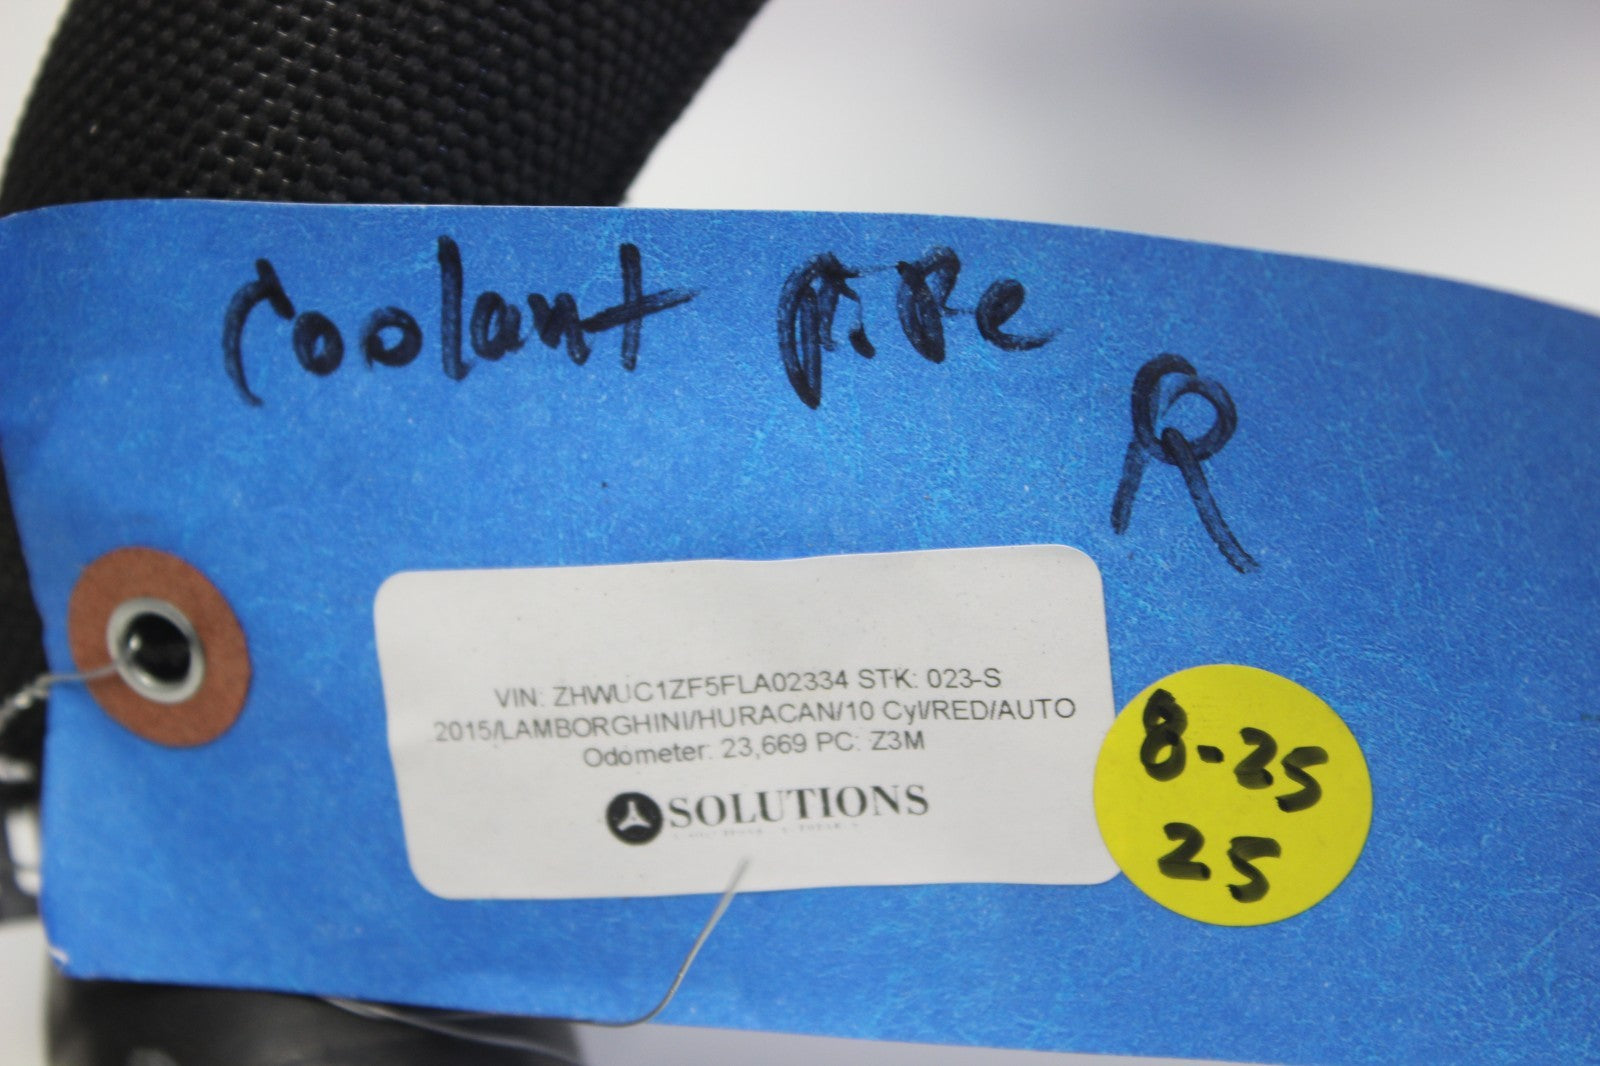 Coolant PiPe
R
VIN: ZHWUC1ZF5FLA02334 STK: 023-S
2015/LAMBORGHINI/HURACAN/10 Cyl/RED/AUTO
Odometer: 23,669 PC: Z3M
SOLUTIONS
8-25
25